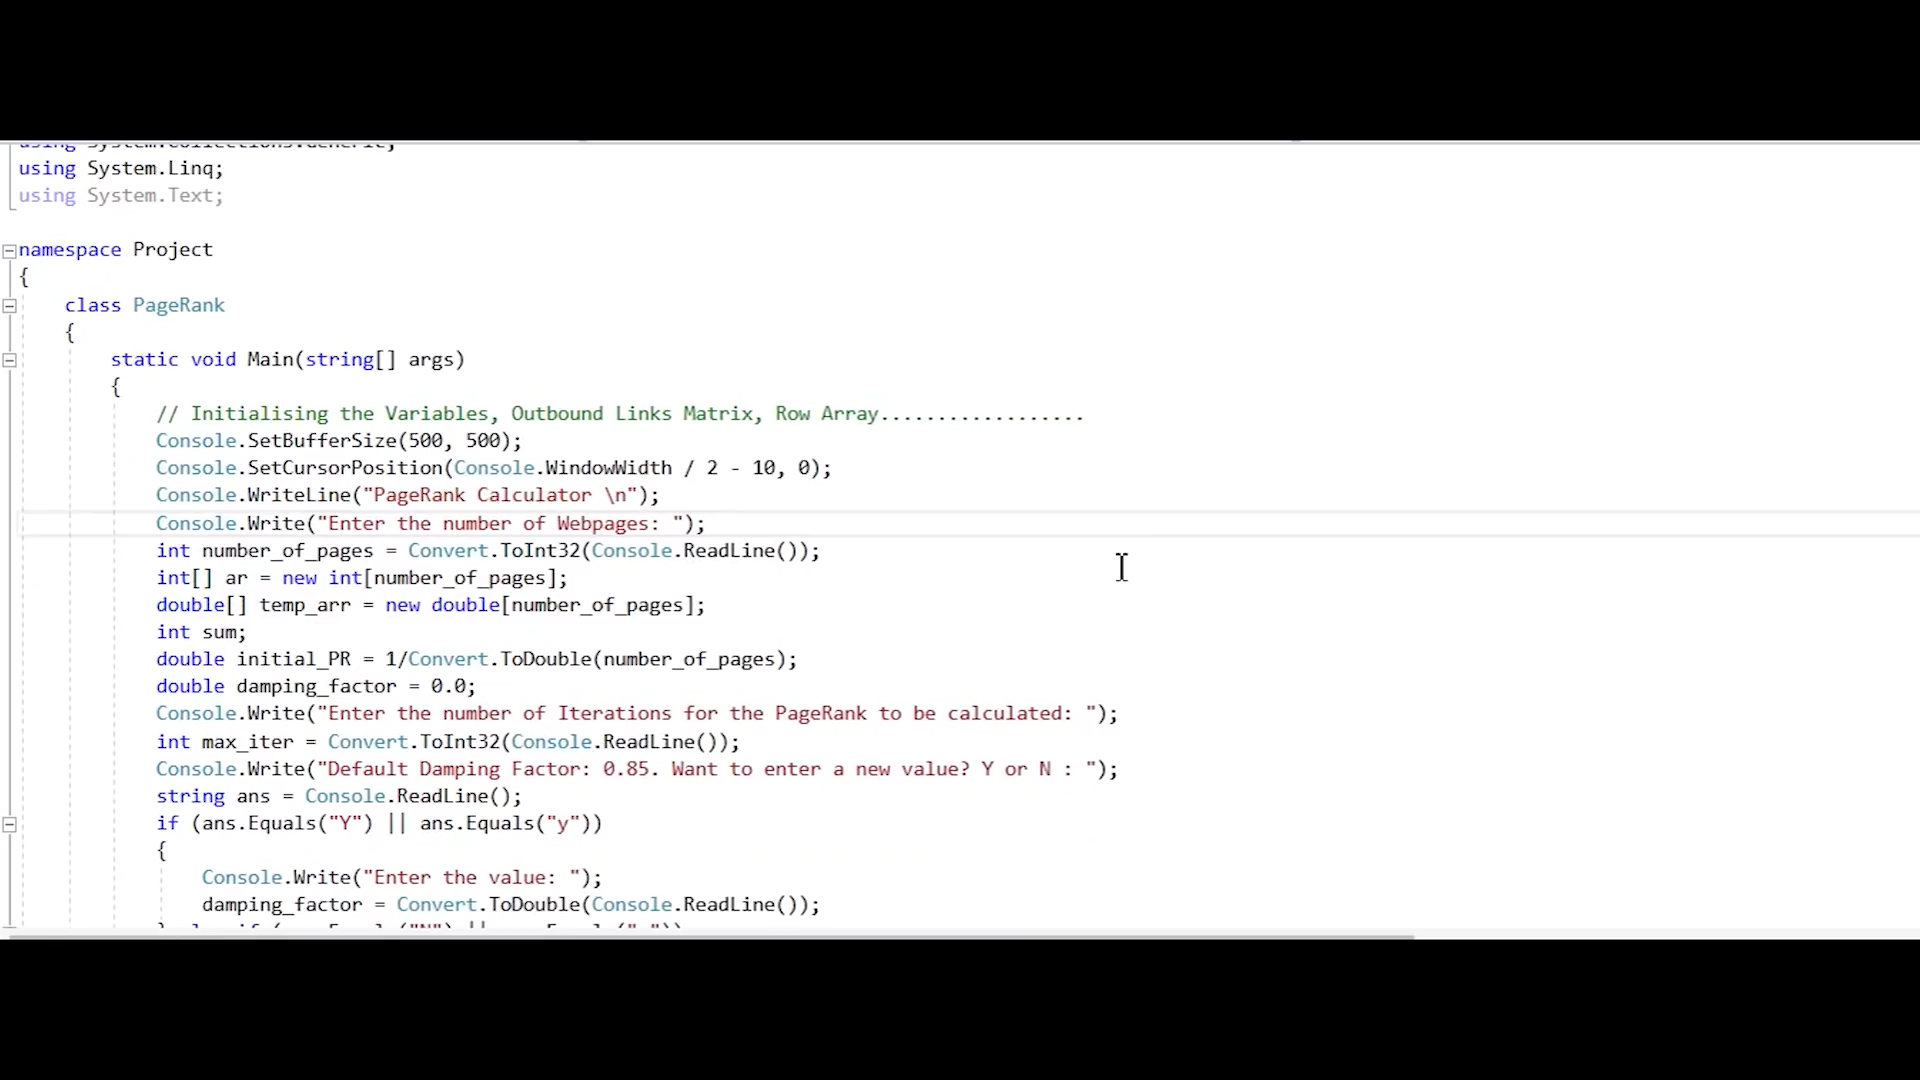 using System.Collections.Generic;
using System.Linq;
using System.Text;
namespace Project
{
class PageRank
{
static void Main(string[] args)
{
// Initialising the Variables, Outbound Links Matrix, Row Array..................
Console.SetBufferSize(500, 500);
Console.SetCursorPosition(Console.WindowWidth / 2 - 10, 0);
Console.WriteLine("PageRank Calculator \n");
Console.Write("Enter the number of Webpages: ");
int number_of_pages = Convert.ToInt32(Console.ReadLine());
int[] ar = new int[number_of_pages];
double[] temp_arr = new double[number_of_pages];
int sum;
double initial_PR = 1/Convert.ToDouble(number_of_pages);
double damping_factor = 0.0;
Console.Write("Enter the number of Iterations for the PageRank to be calculated: ");
int max_iter = Convert.ToInt32(Console.ReadLine());
Console.Write("Default Damping Factor: 0.85. Want to enter a new value? Y or N : ");
string ans = Console.ReadLine();
if (ans.Equals("Y") || ans.Equals("y"))
{
Console.Write("Enter the value: ");
damping_factor = Convert.ToDouble(Console.ReadLine());